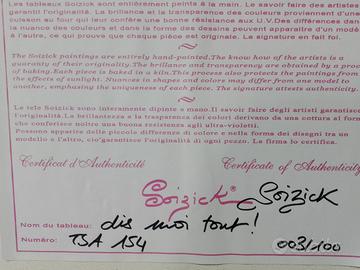 Les tableaux Soizick sont entièrement peints à la main. Le savoir faire des artistes
garanti l'originalité. La brillance et la transparence des couleurs proviennent d'une
cuisson au four qui leur confère une bonne résistance aux U.V. Des différences dans
la nuance des couleurs et dans la forme des dessins peuvent apparaître d'un modèle
à l'autre, ce qui prouve que chaque pièce est originale. La signature en fait foi.
The Soizick paintings are entirely hand-painted. The know how of the artists is a
guaranty of their originality. The brillance and transparency are obtained by a process
of baking. Each piece is baked in a kiln. This process also protects the paintings from
the effects of sunlight. Nuances in shapes and colors may differ from one model to
another, emphasing the uniqueness of each piece. The signature attests authenticity.
Le tele Soizick sono interamente dipinte a mano. Il savoir faire degli artisti garantisce
l'originalità. La brillantezza e la trasparenza dei colori derivano da una cottura al forno
che conferisce inoltre una buona resistenza agli ultra-violetti.
Possono apparire delle piccole differenze di colore e nella forma dei disegni tra un
modello e l'altro, cio' garantisce l'originalità di ogni pezzo. La firma lo certifica.
Certificat d'Authenticité
Certificate of Authenticity
Soizick® Soizick
Nom du tableau: dis moi tout!
Numéro: TSA 154 003/100